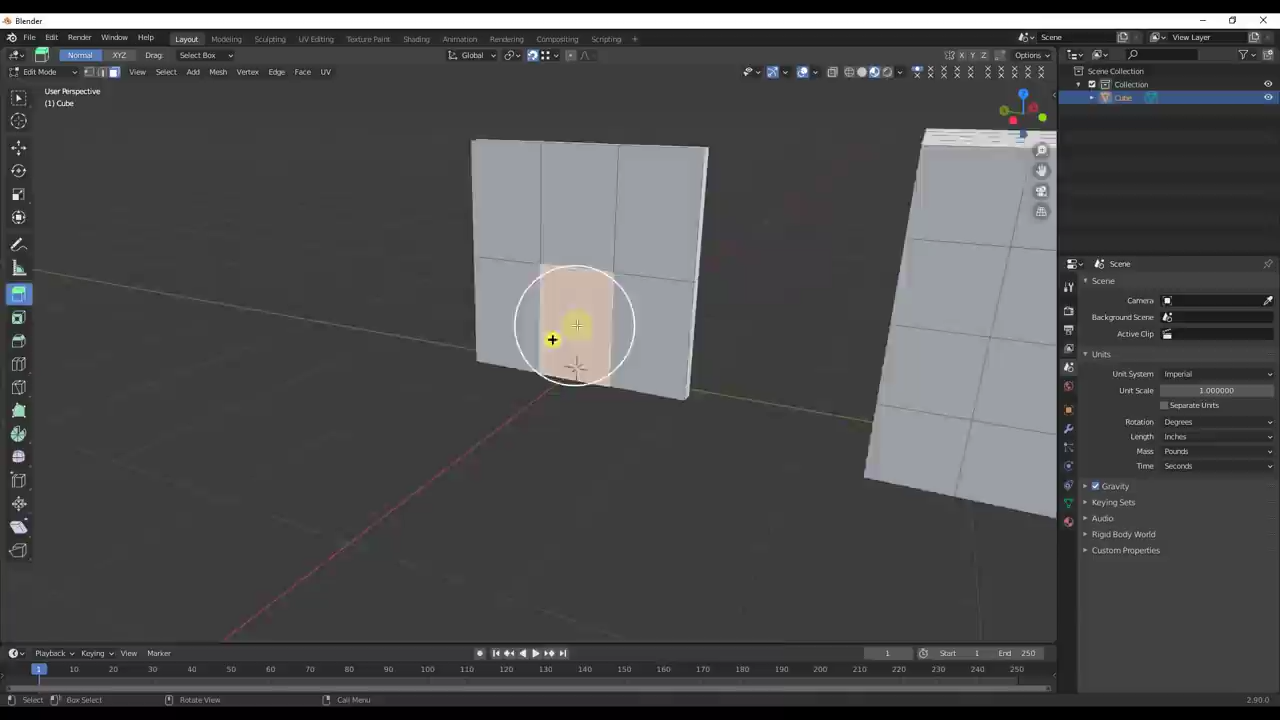 Blender
File Edit Render Window Help Layout Modeling Sculpting UV Editing Texture Paint Shading Animation Rendering Compositing Scripting + Scene View Layer
Normal XYZ Drag: Select Box Global X Y Z Options
Edit Mode View Select Add Mesh Vertex Edge Face UV
User Perspective
(1) Cube
Scene Collection
Collection
Cube
Scene
Scene
Camera
Background Scene
Active Clip
Units
Unit System Imperial
Unit Scale 1.000000
Separate Units
Rotation Degrees
Length Inches
Mass Pounds
Time Seconds
Gravity
Keying Sets
Audio
Rigid Body World
Custom Properties
Playback Keying View Marker 1 Start 1 End 250
1 10 20 30 40 50 60 70 80 90 100 110 120 130 140 150 160 170 180 190 200 210 220 230 240 250
Select Box Select Rotate View Call Menu 2.90.0